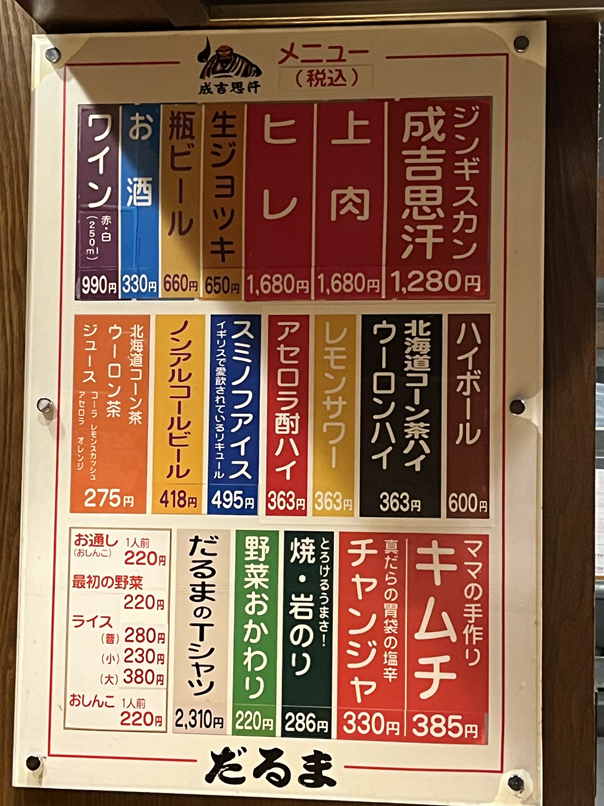 成吉思汗
メニュー
（税込）
ジンギスカン
成吉思汗
1,280円
上肉
1,680円
ヒレ
1,680円
生ジョッキ
650円
瓶ビール
660円
お酒
330円
ワイン
赤・白
（250ml）
990円
ハイボール
600円
北海道コーン茶ハイ
ウーロンハイ
363円
レモンサワー
363円
アセロラ酎ハイ
363円
スミノフアイス
イギリスで愛飲されているリキュール
495円
ノンアルコールビール
418円
北海道コーン茶
ウーロン茶
ジュース
コーラ レモンスカッシュ
アセロラ オレンジ
275円
ママの手作り
キムチ
385円
真だらの胃袋の塩辛
チャンジャ
330円
とろけるうまさ！
焼・岩のり
286円
野菜おかわり
220円
だるまのTシャツ
2,310円
お通し 1人前
（おしんこ） 220円
最初の野菜
220円
ライス
（普） 280円
（小） 230円
（大） 380円
おしんこ 1人前
220円
だるま